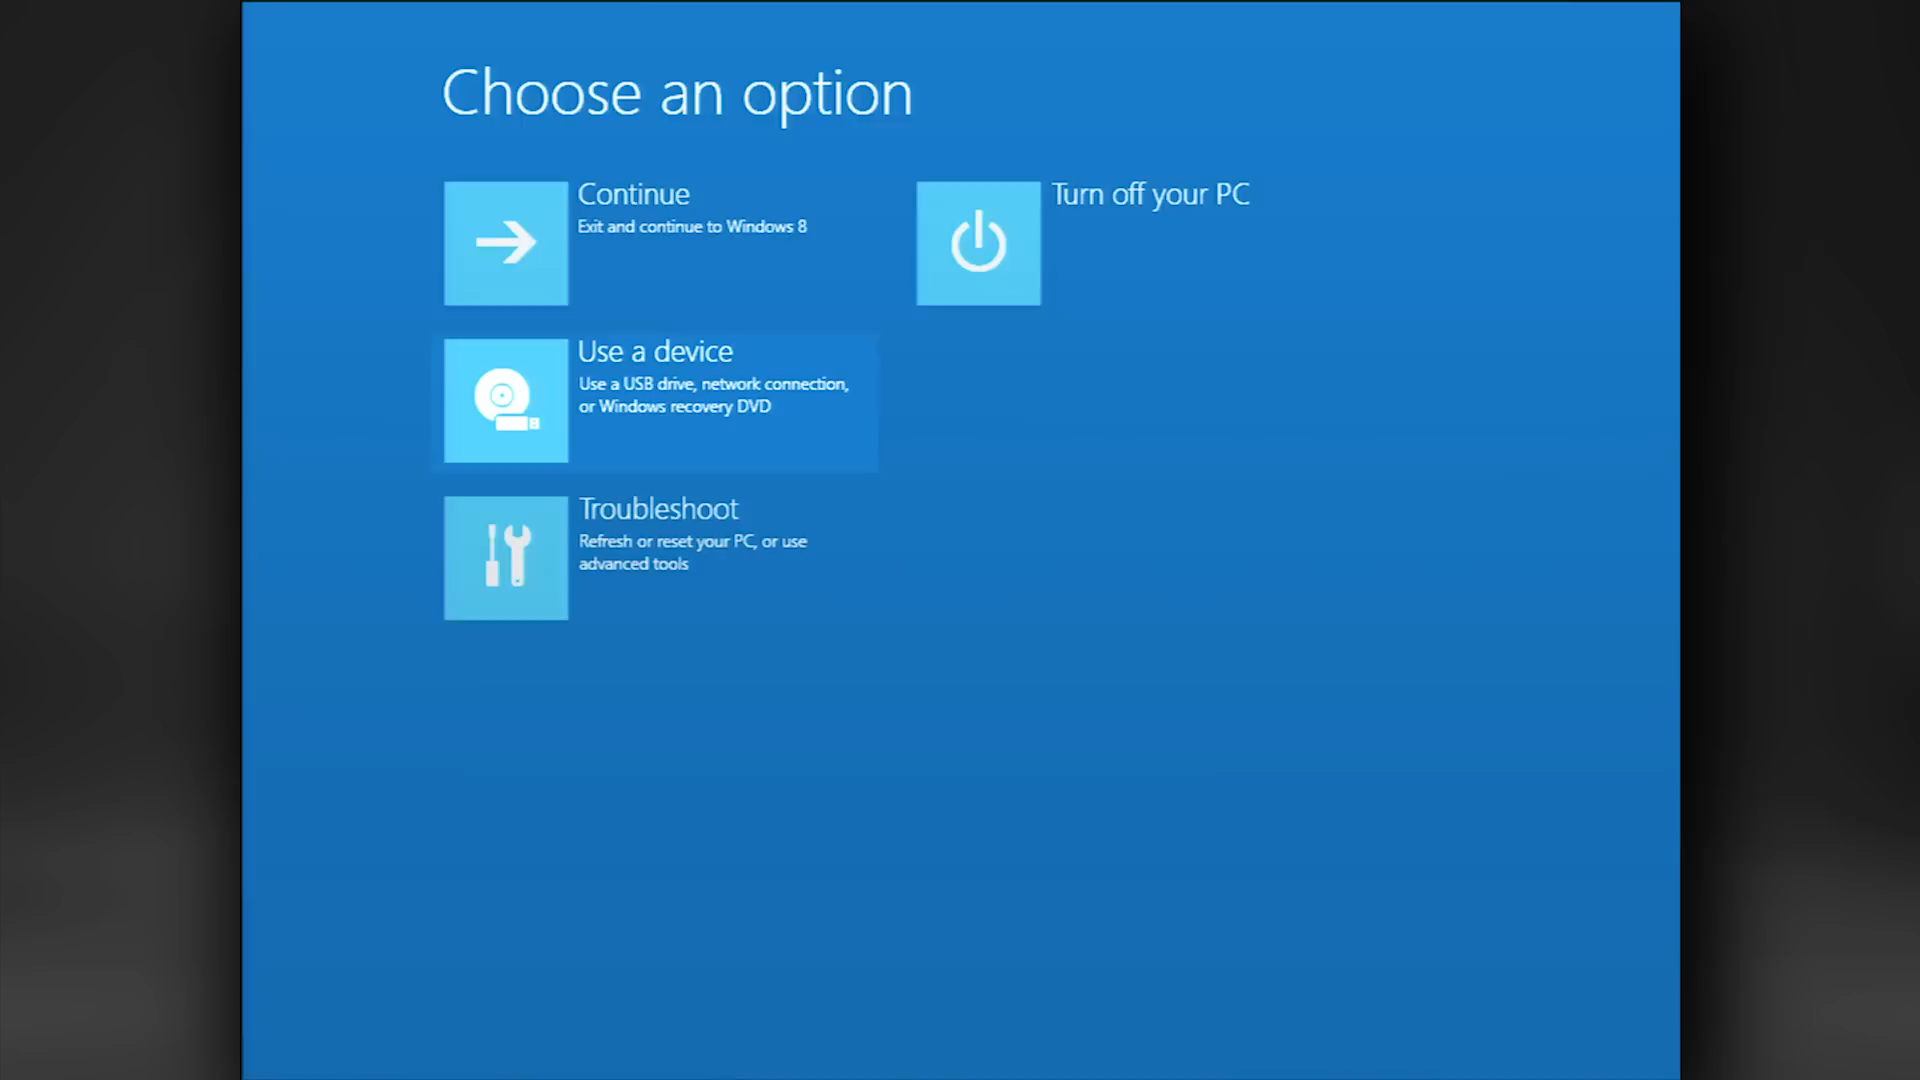 Choose an option
Continue
Exit and continue to Windows 8
Turn off your PC
Use a device
Use a USB drive, network connection,
or Windows recovery DVD
Troubleshoot
Refresh or reset your PC, or use
advanced tools